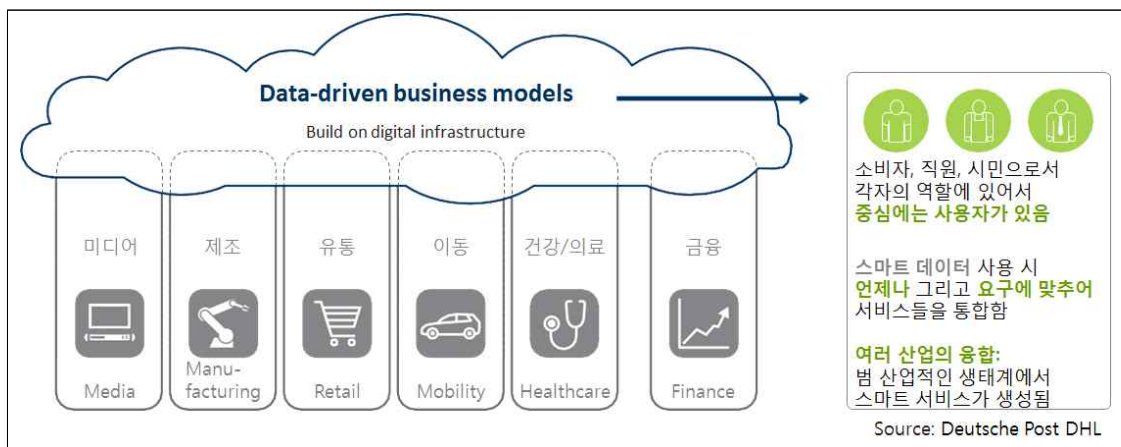 Data-driven business models
Build on digital infrastructure
미디어
제조
유통
이동
건강/의료
금융
Media
Manu-
facturing
Retail
Mobility
Healthcare
Finance
소비자, 직원, 시민으로서
각자의 역할에 있어서
중심에는 사용자가 있음
스마트 데이터 사용 시
언제나 그리고 요구에 맞추어
서비스들을 통합함
여러 산업의 융합:
범 산업적인 생태계에서
스마트 서비스가 생성됨
Source: Deutsche Post DHL